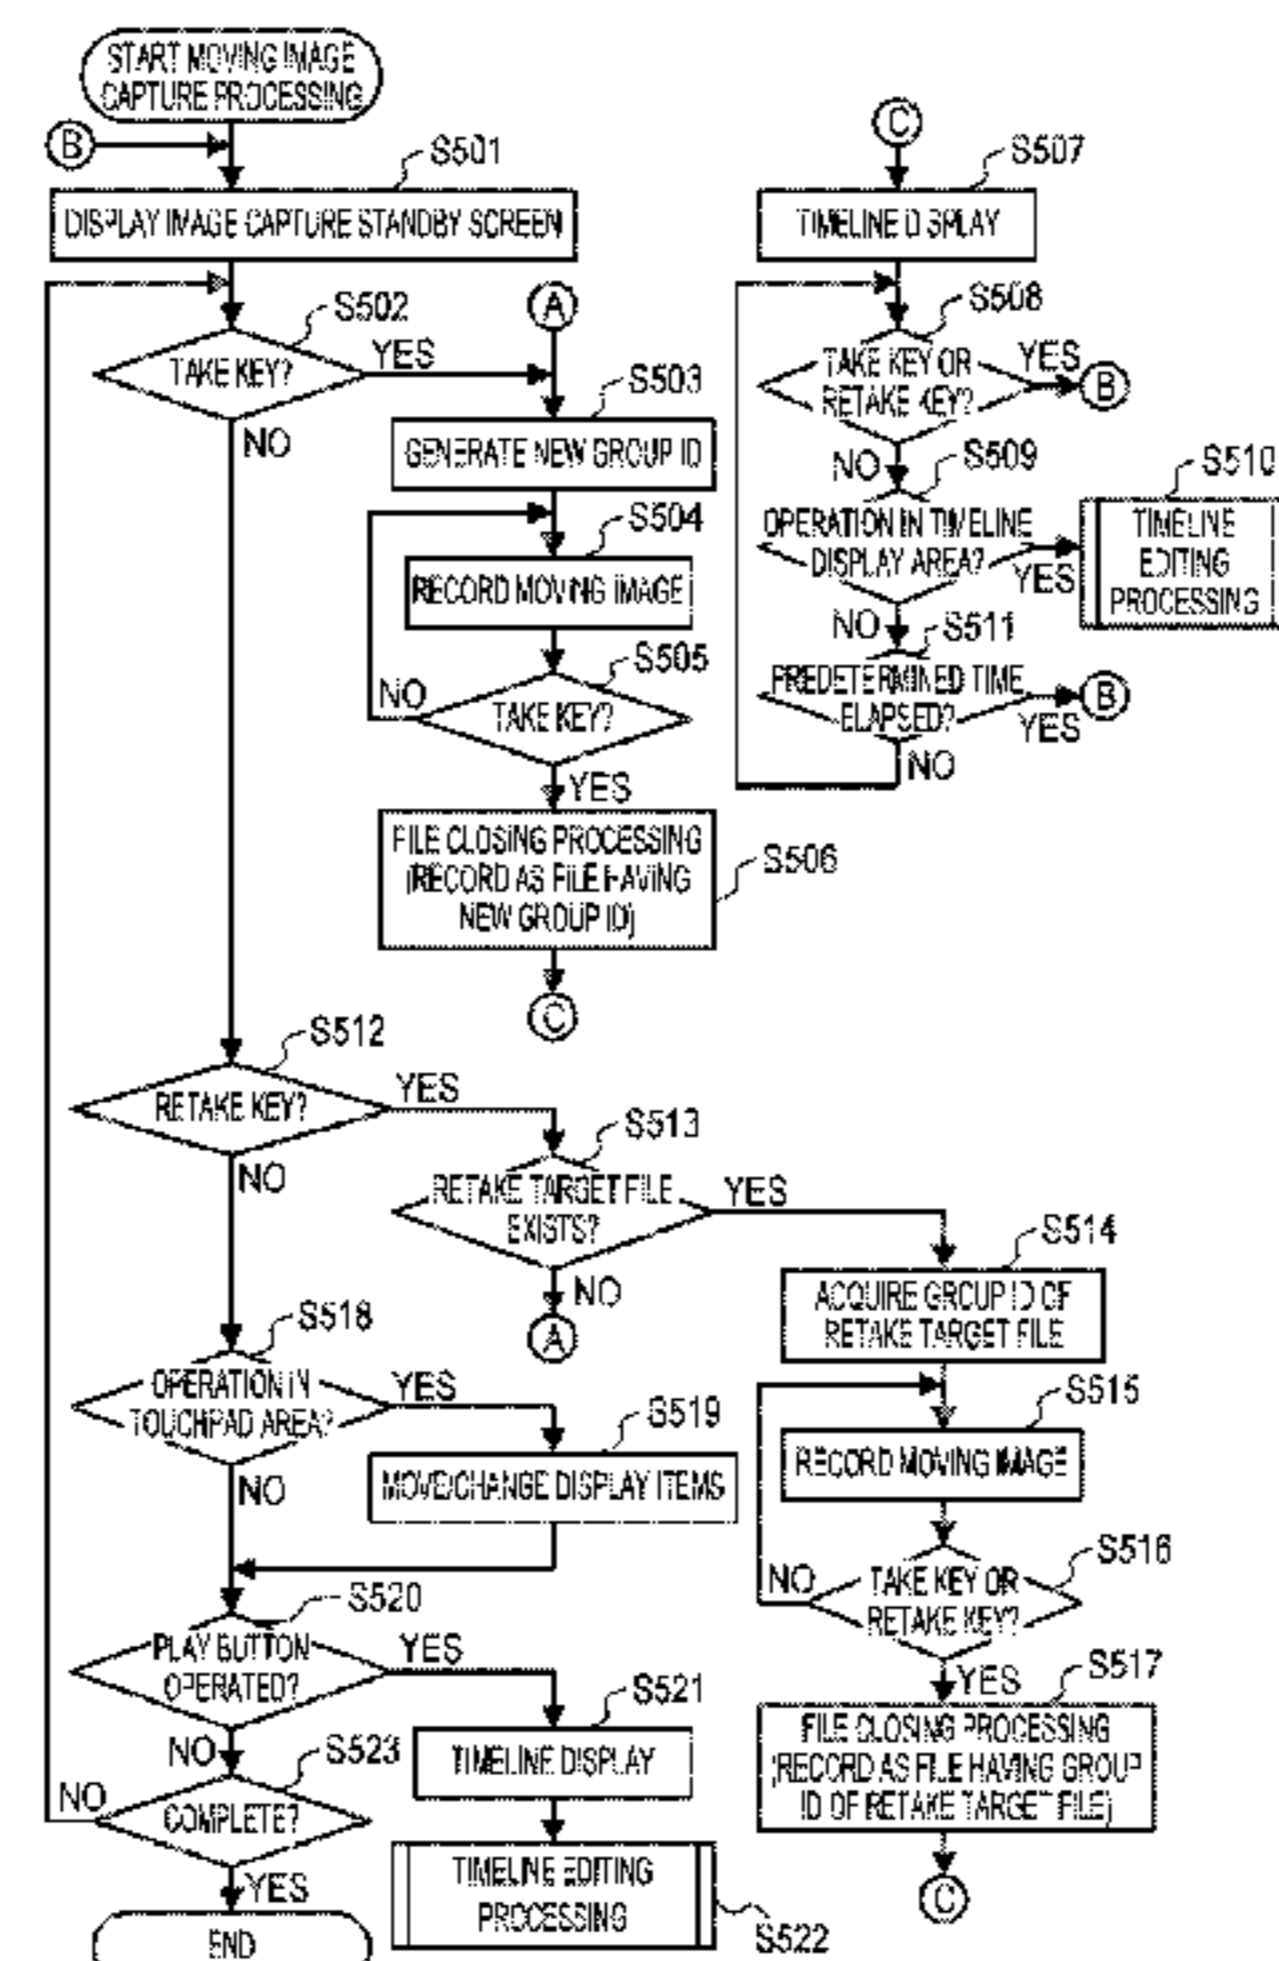 START MOVING IMAGE
CAPTURE PROCESSING
B
S501
DISPLAY IMAGE CAPTURE STANDBY SCREEN
S502
TAKE KEY?
YES
NO
A
S503
GENERATE NEW GROUP ID
S504
RECORD MOVING IMAGE
S505
TAKE KEY?
NO
YES
FILE CLOSING PROCESSING
(RECORD AS FILE HAVING
NEW GROUP ID)
S506
C
C
S507
TIMELINE DISPLAY
S508
TAKE KEY OR
RETAKE KEY?
YES
B
NO
S509
OPERATION IN TIMELINE
DISPLAY AREA?
YES
S510
TIMELINE
EDITING
PROCESSING
NO
S511
PREDETERMINED TIME
ELAPSED?
YES
B
NO
S512
RETAKE KEY?
YES
NO
S513
RETAKE TARGET FILE
EXISTS?
YES
NO
A
S514
ACQUIRE GROUP ID OF
RETAKE TARGET FILE
S515
RECORD MOVING IMAGE
S516
TAKE KEY OR
RETAKE KEY?
NO
YES
S517
FILE CLOSING PROCESSING
(RECORD AS FILE HAVING GROUP
ID OF RETAKE TARGET FILE)
C
S518
OPERATION IN
TOUCHPAD AREA?
YES
NO
S519
MOVE/CHANGE DISPLAY ITEMS
S520
PLAY BUTTON
OPERATED?
YES
NO
S521
TIMELINE DISPLAY
TIMELINE EDITING
PROCESSING
S522
S523
COMPLETE?
NO
YES
END